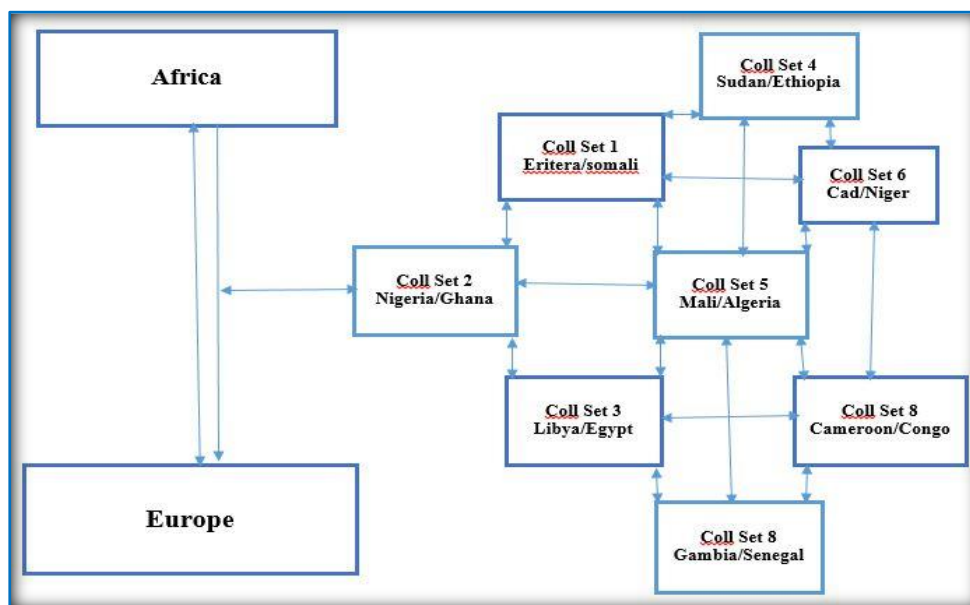 Africa
Coll Set 4
Sudan/Ethiopia
Coll Set 1
Eritera/somali
Coll Set 6
Cad/Niger
Coll Set 2
Nigeria/Ghana
Coll Set 5
Mali/Algeria
Coll Set 3
Libya/Egypt
Coll Set 8
Cameroon/Congo
Europe
Coll Set 8
Gambia/Senegal